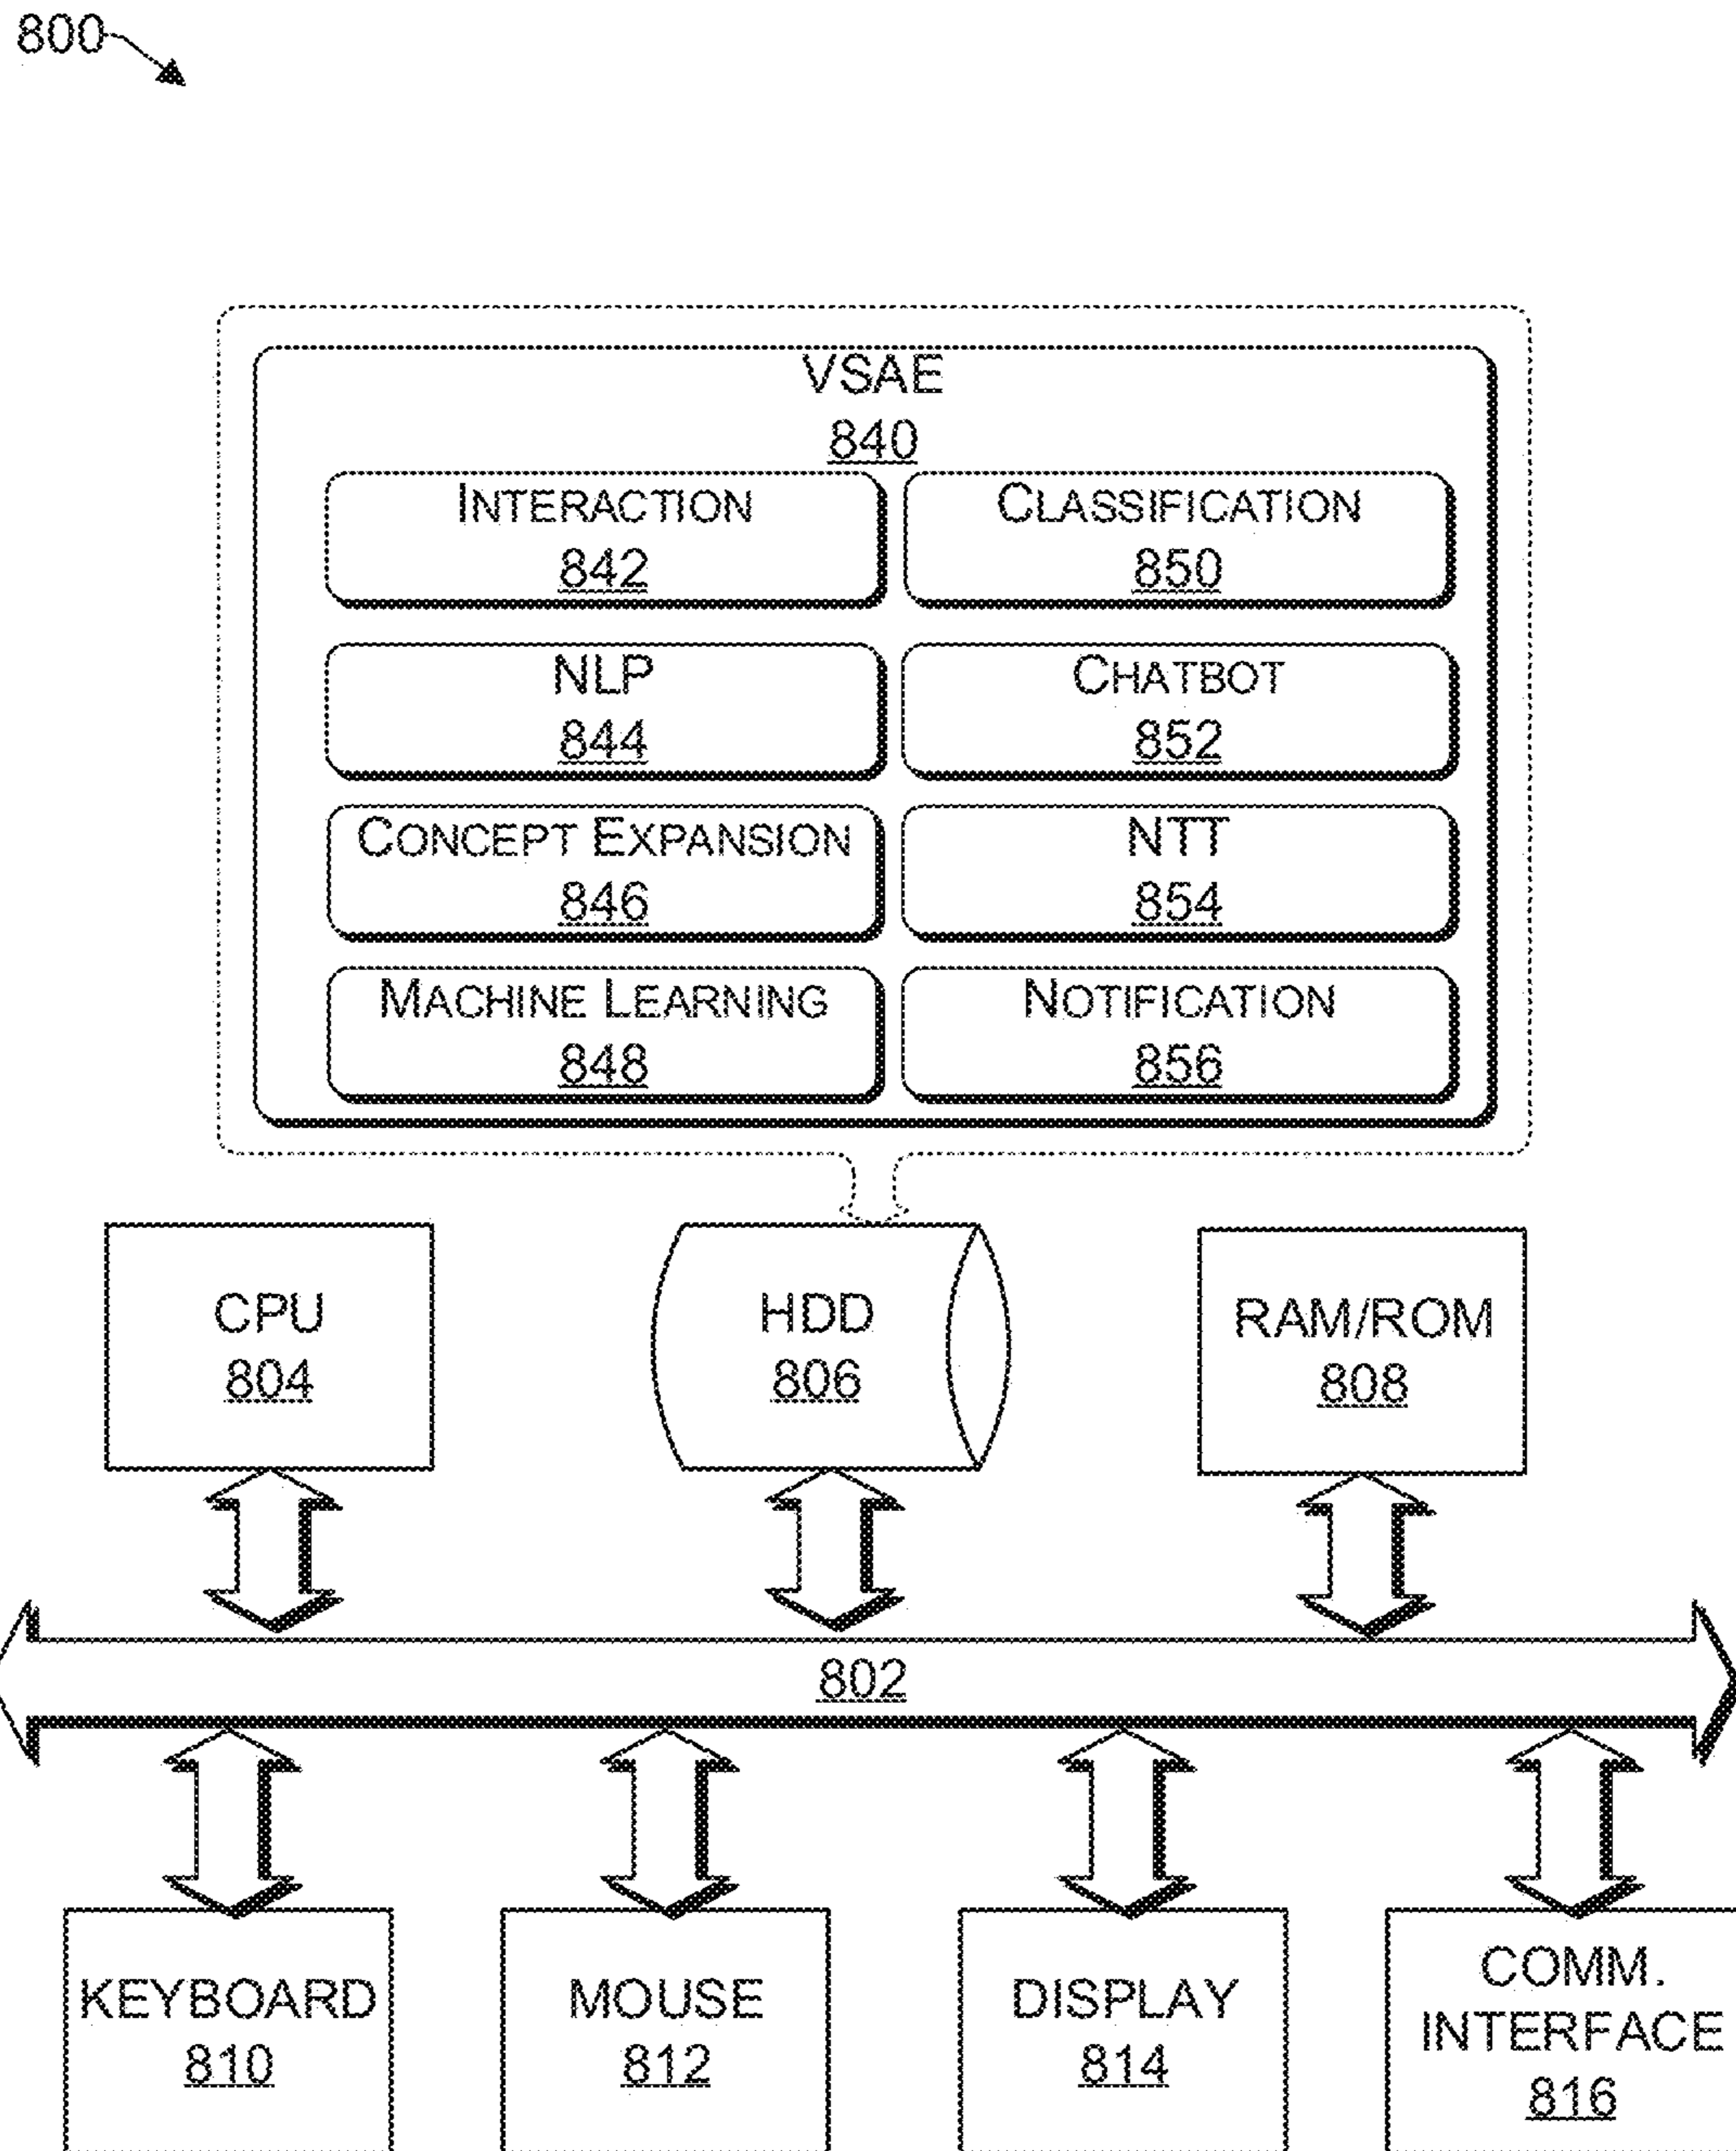 800
VSAE
840
INTERACTION
842
CLASSIFICATION
850
NLP
844
CHATBOT
852
CONCEPT EXPANSION
846
NTT
854
MACHINE LEARNING
848
NOTIFICATION
856
CPU
804
HDD
806
RAM/ROM
808
802
KEYBOARD
810
MOUSE
812
DISPLAY
814
COMM.
INTERFACE
816